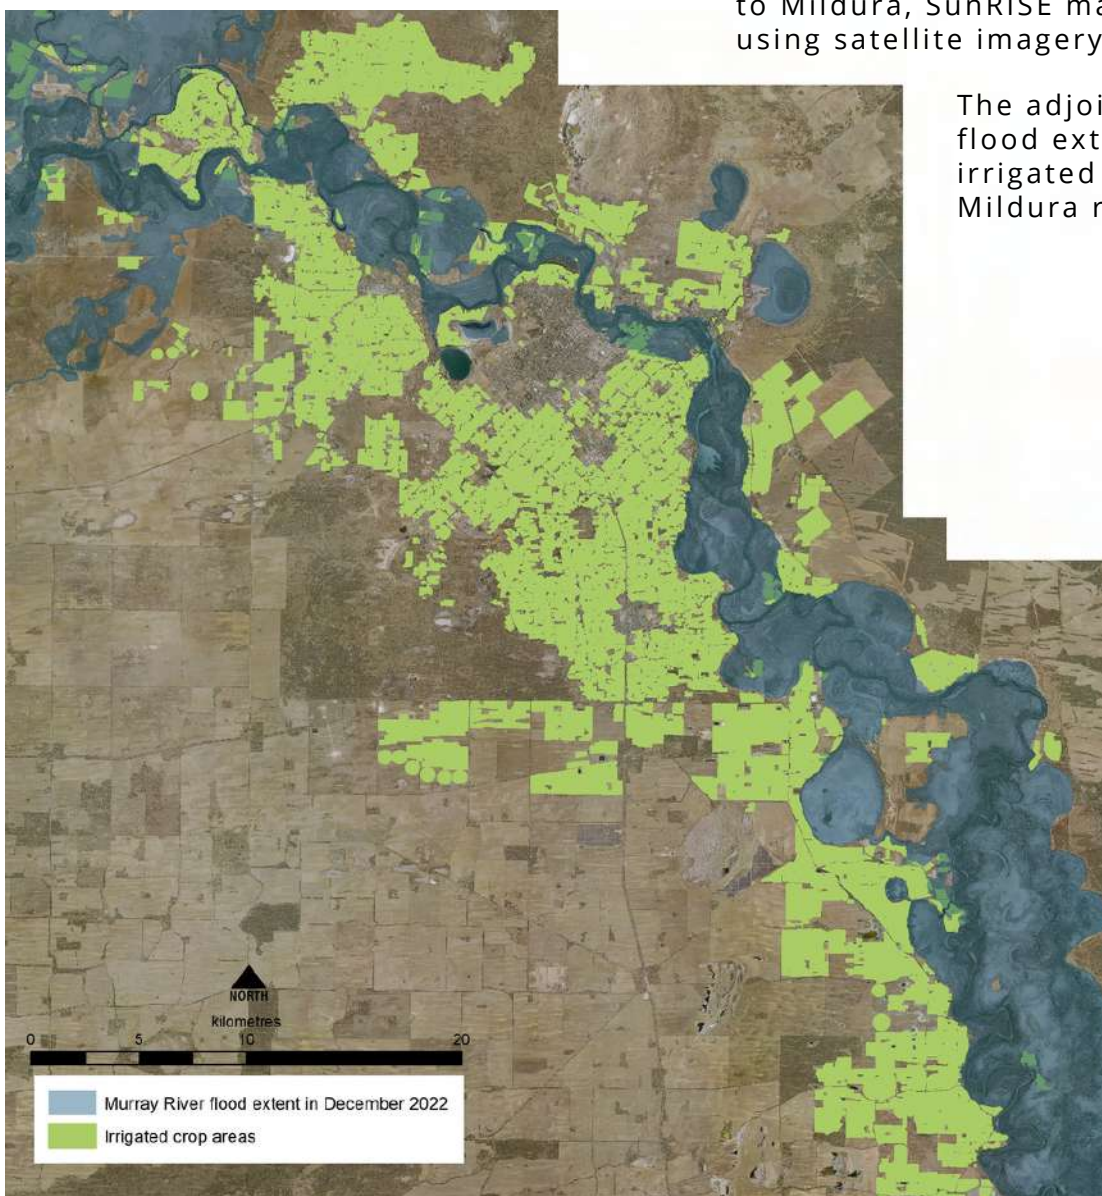 to Mildura, SunRISE ma
using satellite imagery
The adjoi
flood ext
irrigated
Mildura r
NORTH
kilometres
0 5 10 20
Murray River flood extent in December 2022
Irrigated crop areas